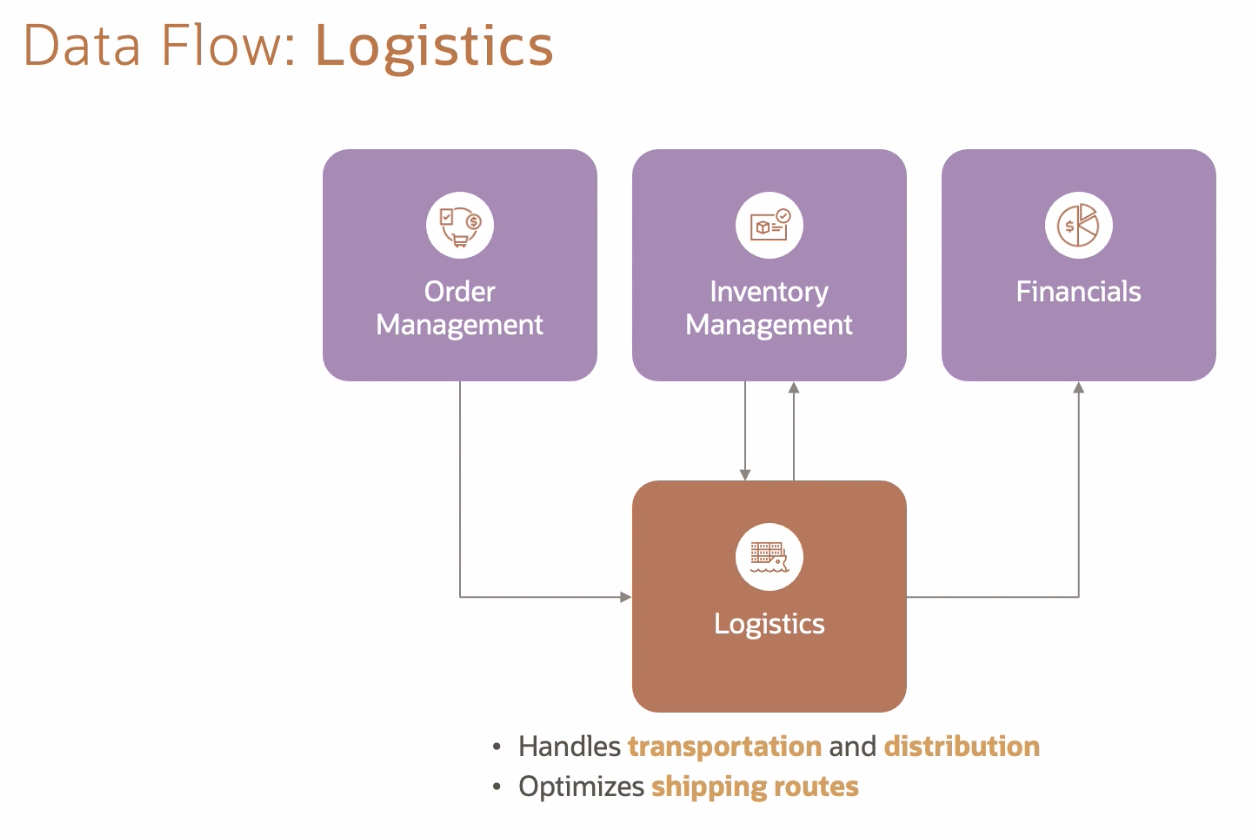 Data Flow: Logistics
Order
Management
Inventory
Management
Financials
Logistics
• Handles transportation and distribution
• Optimizes shipping routes